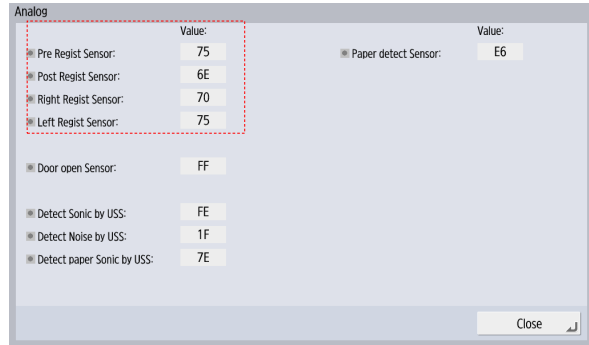 Analog
Value: Value:
Pre Regist Sensor: 75 Paper detect Sensor: E6
Post Regist Sensor: 6E
Right Regist Sensor: 70
Left Regist Sensor: 75
Door open Sensor: FF
Detect Sonic by USS: FE
Detect Noise by USS: 1F
Detect paper Sonic by USS: 7E
Close